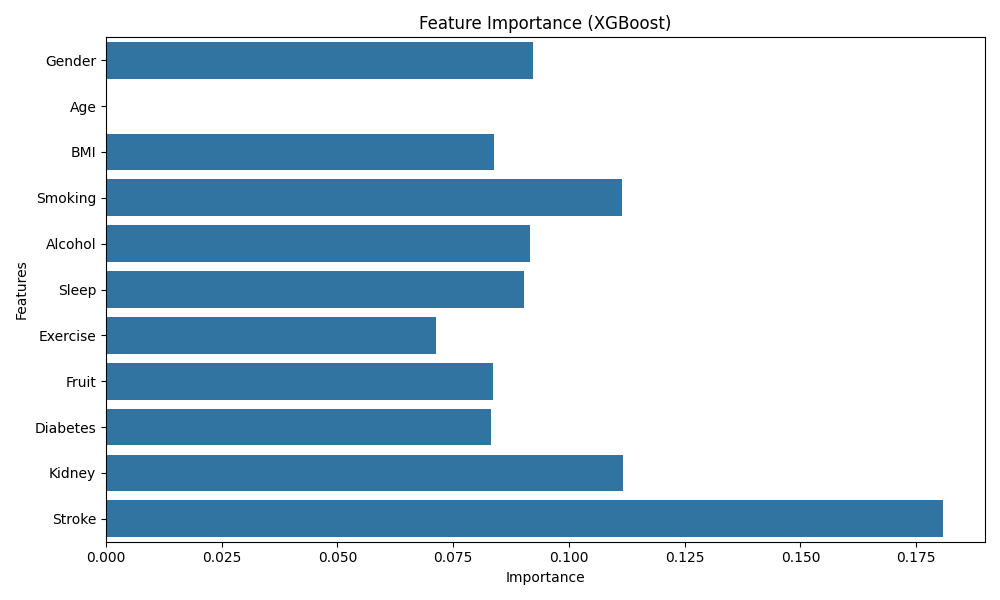 Feature Importance (XGBoost)
Features
Gender
Age
BMI
Smoking
Alcohol
Sleep
Exercise
Fruit
Diabetes
Kidney
Stroke
0.000 0.025 0.050 0.075 0.100 0.125 0.150 0.175
Importance